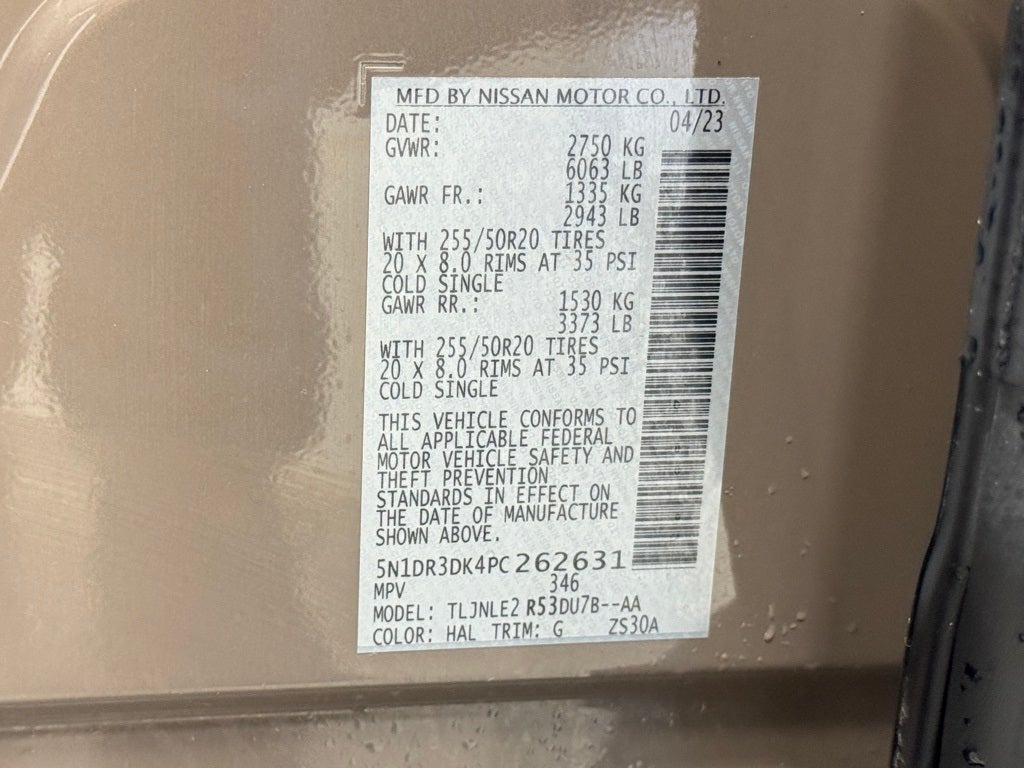 MFD BY NISSAN MOTOR CO., LTD.
DATE: 04/23
GVWR: 2750 KG
6063 LB
GAWR FR.: 1335 KG
2943 LB
WITH 255/50R20 TIRES
20 X 8.0 RIMS AT 35 PSI
COLD SINGLE
GAWR RR.: 1530 KG
3373 LB
WITH 255/50R20 TIRES
20 X 8.0 RIMS AT 35 PSI
COLD SINGLE
THIS VEHICLE CONFORMS TO
ALL APPLICABLE FEDERAL
MOTOR VEHICLE SAFETY AND
THEFT PREVENTION
STANDARDS IN EFFECT ON
THE DATE OF MANUFACTURE
SHOWN ABOVE.
5N1DR3DK4PC262631
MPV 346
MODEL: TLJNLE2 R53DU7B--AA
COLOR: HAL TRIM: G ZS30A